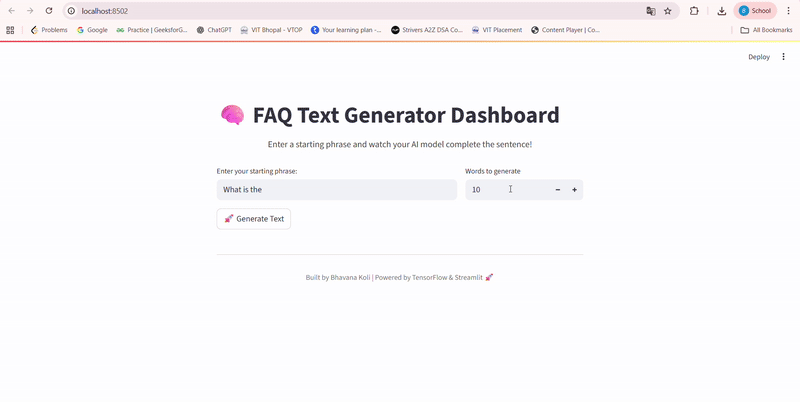 localhost:8502
School
Problems
Google
Practice | GeeksforG...
ChatGPT
VIT Bhopal - VTOP
Your learning plan -...
Strivers A2Z DSA Co...
VIT Placement
Content Player | Co...
All Bookmarks
Deploy
FAQ Text Generator Dashboard
Enter a starting phrase and watch your AI model complete the sentence!
Enter your starting phrase:
Words to generate
What is the
10
Generate Text
Built by Bhavana Koli | Powered by TensorFlow & Streamlit